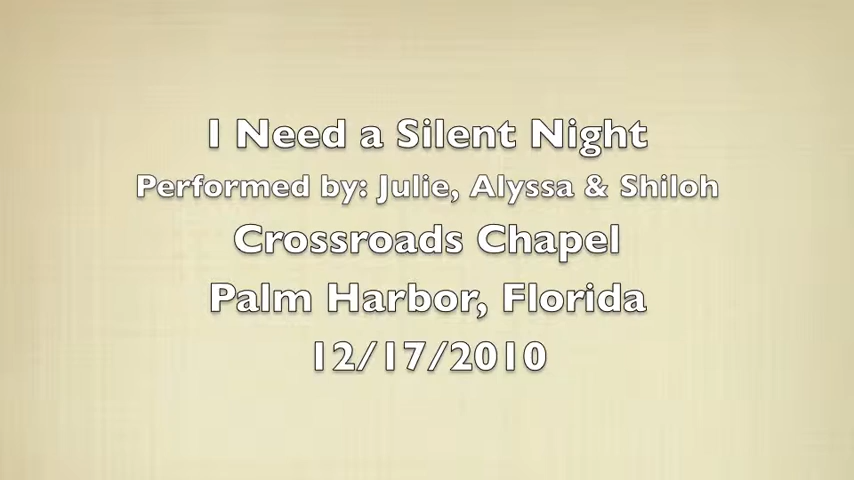 I Need a Silent Night
Performed by: Julie, Alyssa & Shiloh
Crossroads Chapel
Palm Harbor, Florida
12/17/2010